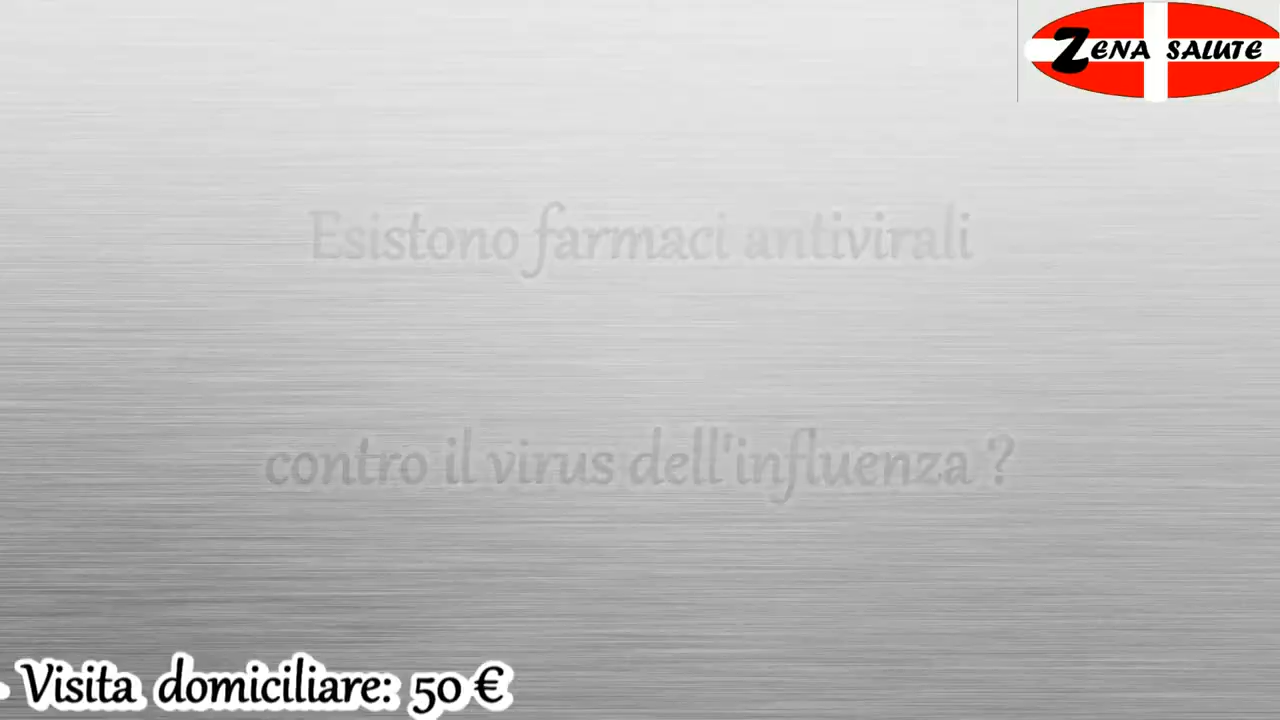 ZENA SALUTE
Esistono farmaci antivirali
contro il virus dell'influenza ?
Visita domiciliare: 50 €